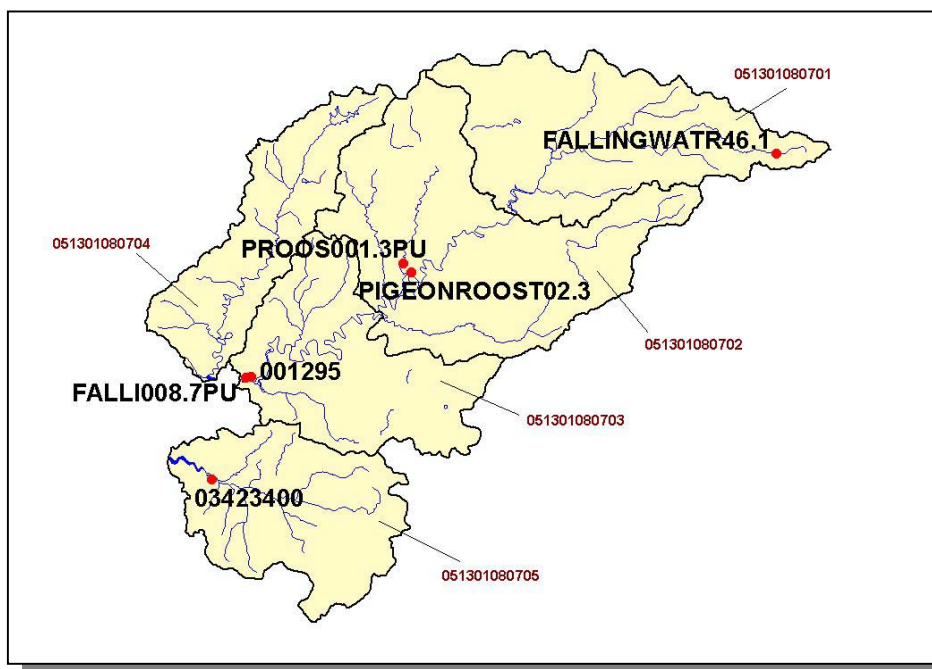 051301080701
FALLINGWATR46.1
051301080704
PROOS001.3PU
PIGEONROOST02.3
051301080702
001295
FALLI008.7PU
051301080703
03423400
051301080705